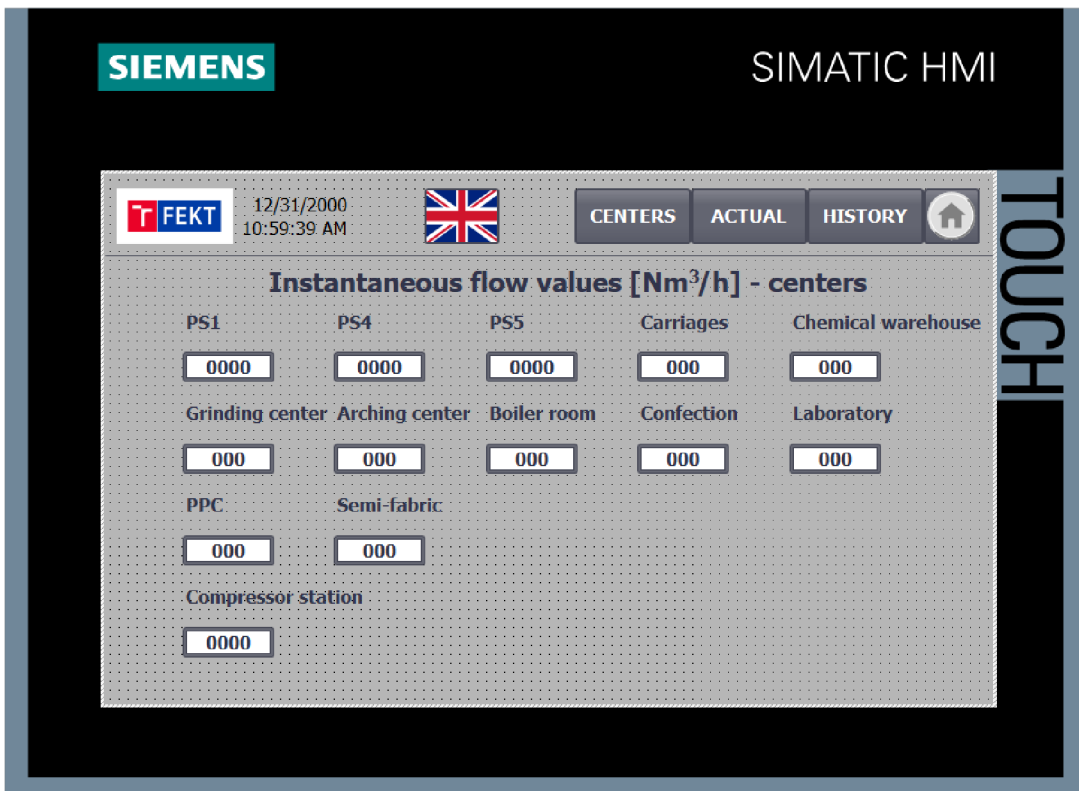 SIEMENS
SIMATIC HMI
TOUCH
T FEKT
12/31/2000
10:59:39 AM
CENTERS ACTUAL HISTORY
Instantaneous flow values [Nm³/h] - centers
PS1 PS4 PS5 Carriages Chemical warehouse
0000 0000 0000 000 000
Grinding center Arching center Boiler room Confection Laboratory
000 000 000 000 000
PPC Semi-fabric
000 000
Compressor station
0000